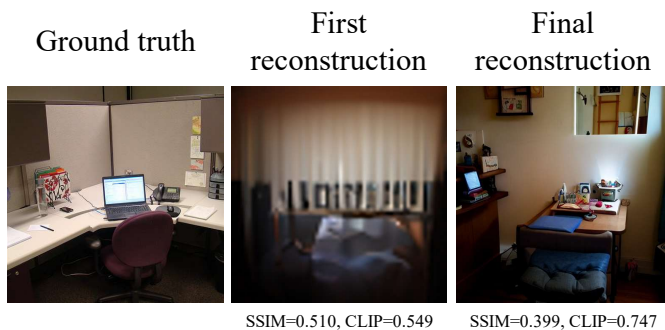 Ground truth
First
reconstruction
Final
reconstruction
SSIM=0.510, CLIP=0.549
SSIM=0.399, CLIP=0.747